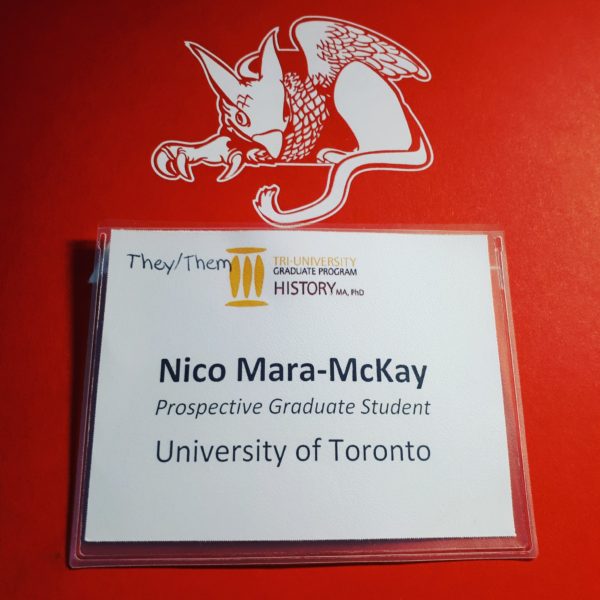 They/Them
TRI-UNIVERSITY
GRADUATE PROGRAM
HISTORY MA, PhD
Nico Mara-McKay
Prospective Graduate Student
University of Toronto